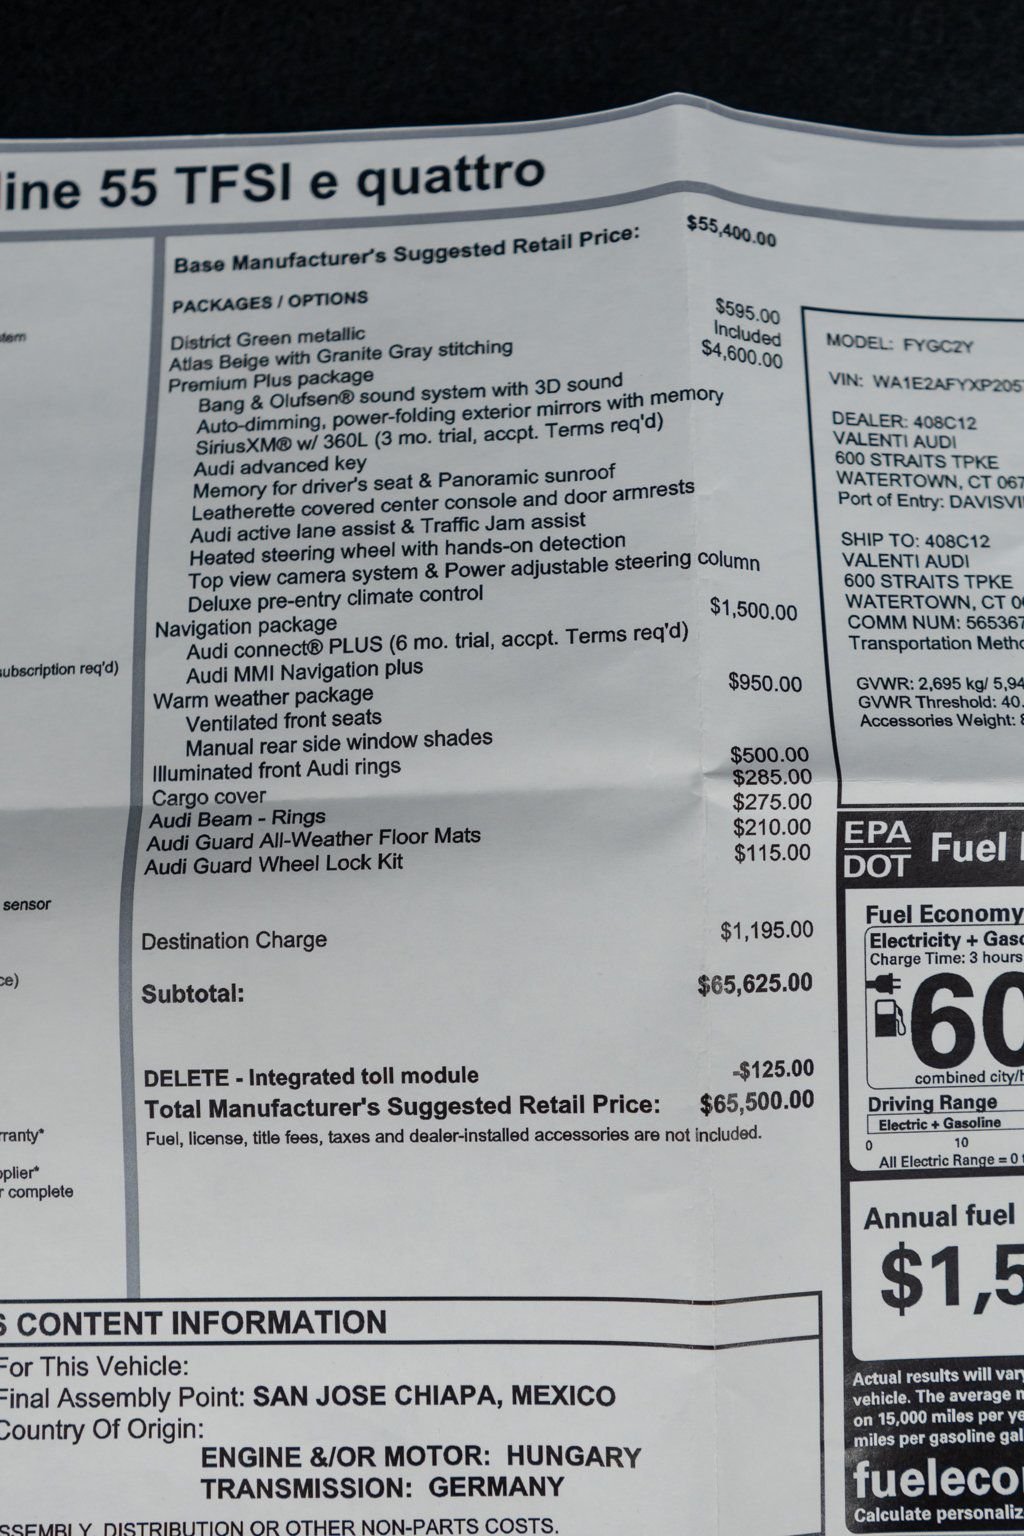 line 55 TFSI e quattro
Base Manufacturer's Suggested Retail Price: $55,400.00
PACKAGES / OPTIONS
District Green metallic $595.00
Atlas Beige with Granite Gray stitching Included
Premium Plus package $4,600.00
Bang & Olufsen® sound system with 3D sound
Auto-dimming, power-folding exterior mirrors with memory
SiriusXM® w/ 360L (3 mo. trial, accpt. Terms req'd)
Audi advanced key
Memory for driver's seat & Panoramic sunroof
Leatherette covered center console and door armrests
Audi active lane assist & Traffic Jam assist
Heated steering wheel with hands-on detection
Top view camera system & Power adjustable steering column
Deluxe pre-entry climate control
Navigation package $1,500.00
Audi connect® PLUS (6 mo. trial, accpt. Terms req'd)
Audi MMI Navigation plus
Warm weather package $950.00
Ventilated front seats
Manual rear side window shades
Illuminated front Audi rings $500.00
Cargo cover $285.00
Audi Beam - Rings $275.00
Audi Guard All-Weather Floor Mats $210.00
Audi Guard Wheel Lock Kit $115.00
Destination Charge $1,195.00
Subtotal: $65,625.00
DELETE - Integrated toll module -$125.00
Total Manufacturer's Suggested Retail Price: $65,500.00
Fuel, license, title fees, taxes and dealer-installed accessories are not included.
stem
subscription req'd)
sensor
ce)
rranty*
pplier*
r complete
MODEL: FYGC2Y
VIN: WA1E2AFYXP205
DEALER: 408C12
VALENTI AUDI
600 STRAITS TPKE
WATERTOWN, CT 067
Port of Entry: DAVISVI
SHIP TO: 408C12
VALENTI AUDI
600 STRAITS TPKE
WATERTOWN, CT 0
COMM NUM: 565367
Transportation Metho
GVWR: 2,695 kg/ 5,94
GVWR Threshold: 40.
Accessories Weight:
EPA
DOT
Fuel
Fuel Economy
Electricity + Gaso
Charge Time: 3 hours
60
combined city/h
Driving Range
Electric + Gasoline
0 10
All Electric Range = 0 t
Annual fuel
$1,5
Actual results will vary
vehicle. The average n
on 15,000 miles per ye
miles per gasoline gal
fueleco
Calculate personaliz
S CONTENT INFORMATION
For This Vehicle:
Final Assembly Point: SAN JOSE CHIAPA, MEXICO
Country Of Origin:
ENGINE &/OR MOTOR: HUNGARY
TRANSMISSION: GERMANY
SSEMBLY, DISTRIBUTION OR OTHER NON-PARTS COSTS.